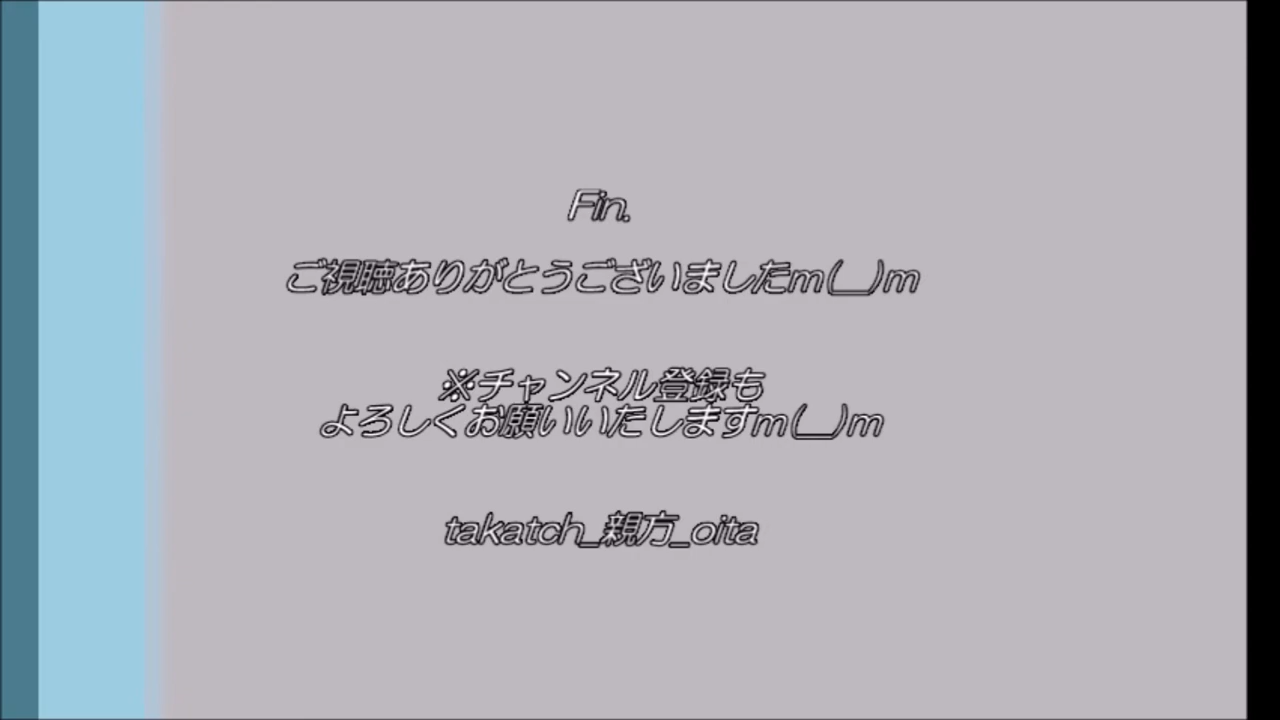 Fin.
ご視聴ありがとうございましたm(__)m
※チャンネル登録も
よろしくお願いいたしますm(__)m
takatch_親方_oita